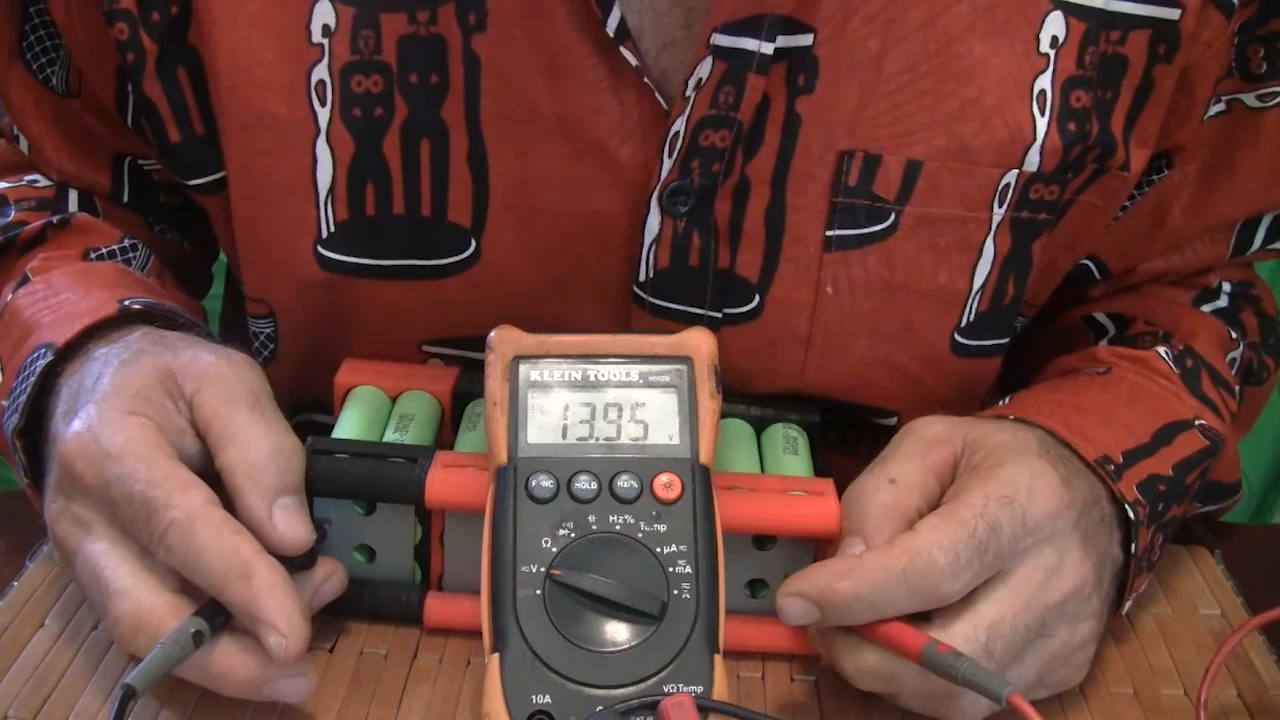 KLEIN TOOLS
13.95
V
FUNC HOLD Hz/%
Hz% Temp
Ω
µA
V
mA
10A
VΩTemp